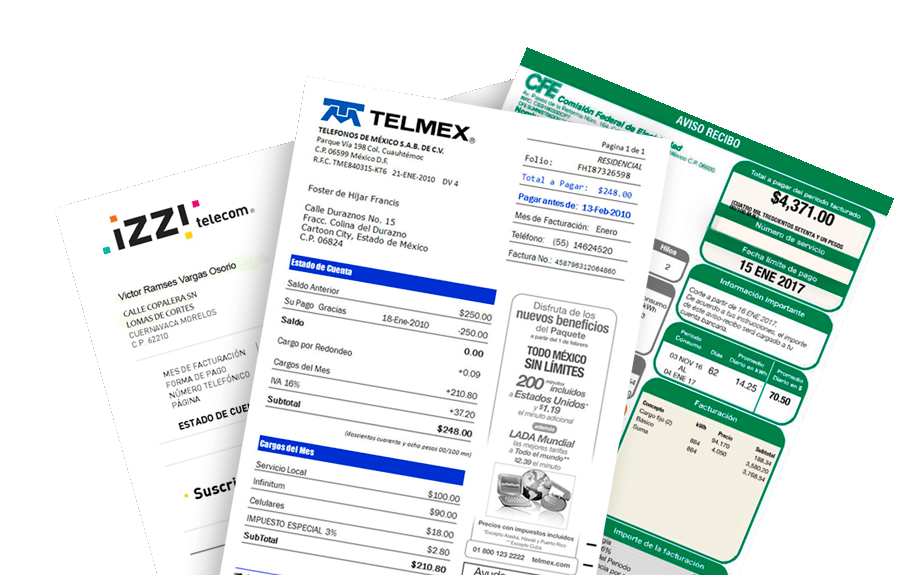 izzi telecom®
Victor Ramses Vargas Osorio
CALLE COPALERA SN
LOMAS DE CORTES
CUERNAVACA MORELOS
C.P. 62210
MES DE FACTURACIÓN
FORMA DE PAGO
NÚMERO TELEFÓNICO
PÁGINA
ESTADO DE CUE
Suscri
TELMEX®
TELEFONOS DE MÉXICO S.A.B. DE C.V.
Parque Vía 198 Col. Cuauhtémoc
C.P. 06599 México D.F.
R.F.C. TME840315-KT6 21-ENE-2010 DV 4
Foster de Hijar Francis
Calle Duraznos No. 15
Fracc. Colina del Durazno
Cartoon City, Estado de México
C.P. 06824
Pagina 1 de 1
RESIDENCIAL
Folio: FHI87326598
Total a Pagar: $248.00
Pagar antes de: 13-Feb-2010
Mes de Facturación: Enero
Teléfono: (55) 14624520
Factura No.: 458796312064860
Estado de Cuenta
Saldo Anterior $250.00
Su Pago Gracias 18-Ene-2010 -250.00
Saldo 0.00
Cargo por Redondeo +0.09
Cargos del Mes +210.80
IVA 16% +37.20
Subtotal $248.00
(doscientos cuarenta y ocho pesos 00/100 mn)
Cargos del Mes
Servicio Local $100.00
Infinitum $90.00
Celulares $18.00
IMPUESTO ESPECIAL 3% $2.80
SubTotal $210.80
Disfruta de los
nuevos beneficios
del Paquete
a partir del 1 de febrero
TODO MÉXICO
SIN LÍMITES
200 minutos incluidos
a Estados Unidos*
y $1.19
el minuto adicional
además
LADA Mundial
las mejores tarifas
a Todo el mundo**
$2.39 el minuto
Precios con impuestos incluidos
*Excepto Alaska, Hawaii y Puerto Rico
** Excepto Cuba
01 800 123 2222 telmex.com
Ayuda
AVISO RECIBO
CFE Comisión Federal de Elect
dad
México C.P. 06600.
Total a pagar del periodo facturado
$4,371.00
(CUATRO MIL TRESCIENTOS SETENTA Y UN PESOS
Número de servicio
Fecha límite de pago
15 ENE 2017
Información importante
Corte a partir de 16 ENE 2017.
De acuerdo a tus instrucciones, el importe
de éste aviso-recibo será cargado a tu
cuenta bancaria.
Hilos
2
onsumo
kWh
Periodo Consumo
Días
Promedio Diario en kWh
Promedio Diario en $
03 NOV 16
AL
04 ENE 17
62
14.25
70.50
Facturación
Concepto kWh Precio Subtotal
Cargo fijo (2) 94.170 188.34
Básico 884 4.050 3,580.20
Suma 884 3,768.54
Importe de la facturación
gía
6%
del Periodo